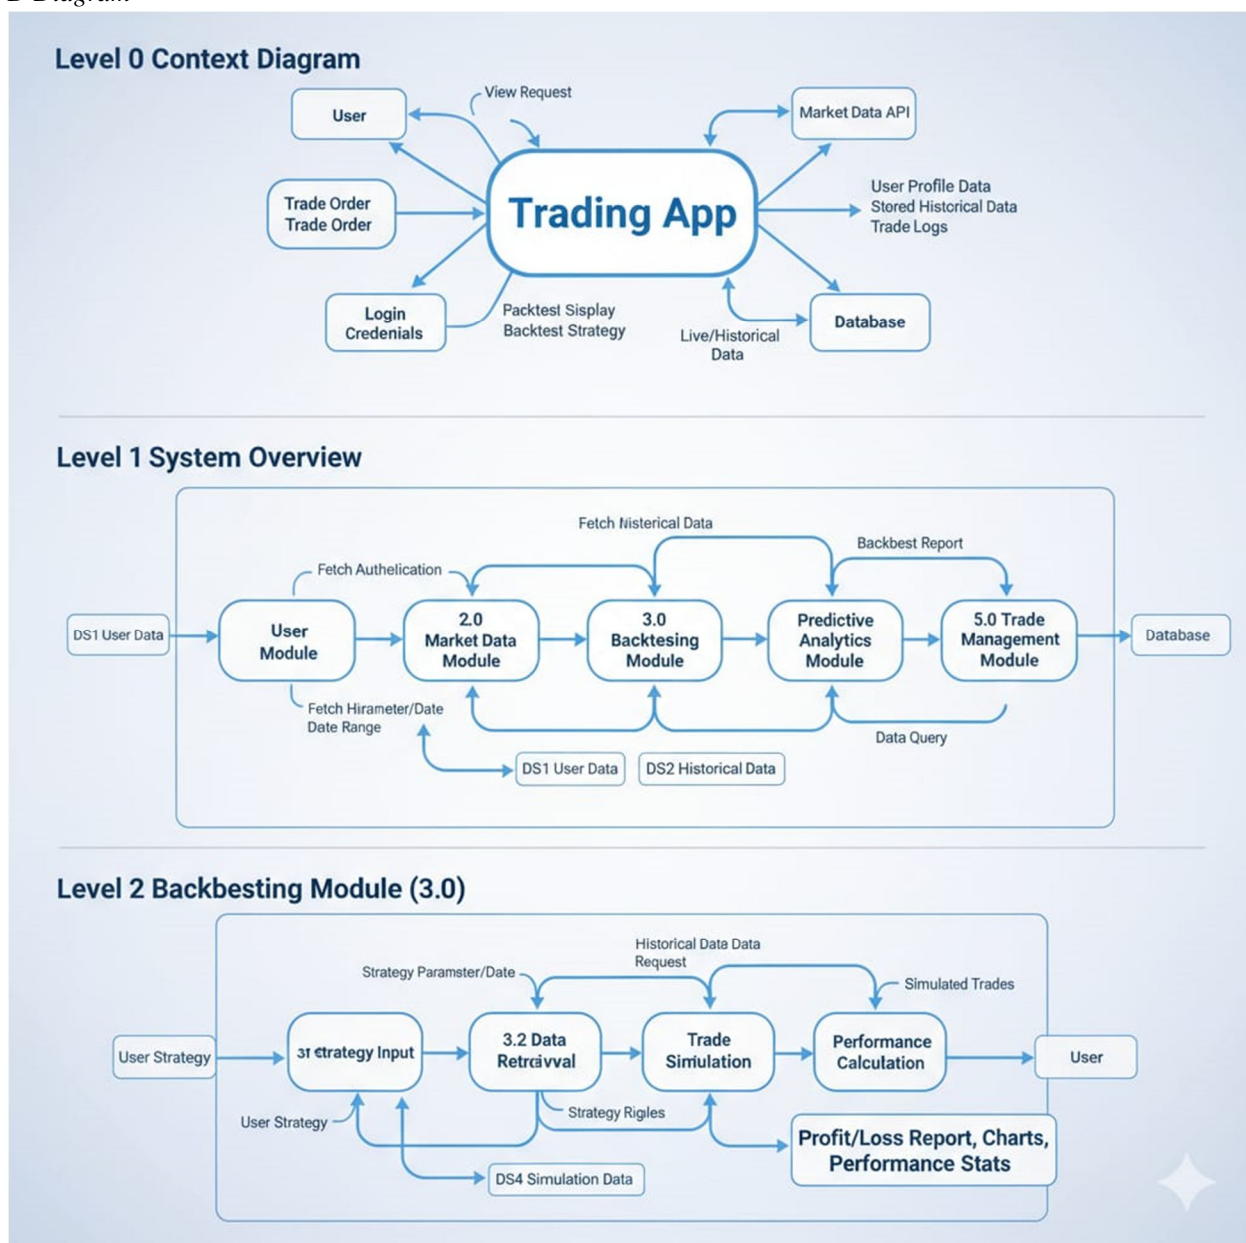 D Diagram
Level 0 Context Diagram
View Request
User
Market Data API
Trading App
Trade Order
Trade Order
User Profile Data
Stored Historical Data
Trade Logs
Login
Credenials
Packtest Sisplay
Backtest Strategy
Live/Historical
Data
Database
Level 1 System Overview
Fetch Nisterical Data
Backbest Report
Fetch Authelication
DS1 User Data
User
Module
2.0
Market Data
Module
3.0
Backtesing
Module
Predictive
Analytics
Module
5.0 Trade
Management
Module
Database
Fetch Hirameter/Date
Date Range
Data Query
DS1 User Data
DS2 Historical Data
Level 2 Backbesting Module (3.0)
Historical Data Data
Request
Strategy Paramster/Date
Simulated Trades
User Strategy
Strategy Input
3.2 Data
Retreivval
Trade
Simulation
Performance
Calculation
User
User Strategy
Strategy Rigles
Profit/Loss Report, Charts,
Performance Stats
DS4 Simulation Data